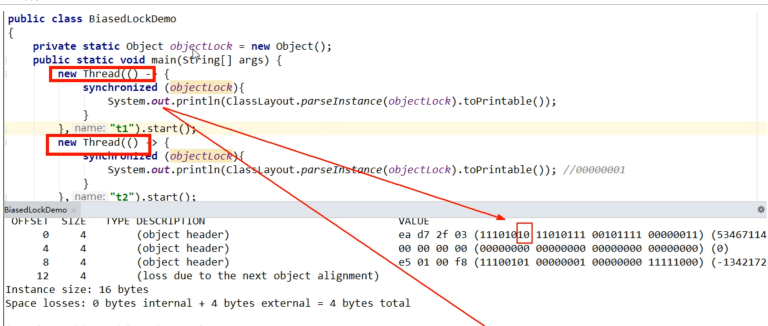 public class BiasedLockDemo
{
private static Object objectLock = new Object();
public static void main(String[] args) {
new Thread(() -> {
synchronized (objectLock){
System.out.println(ClassLayout.parseInstance(objectLock).toPrintable());
}
}, name: "t1").start();
new Thread(() -> {
synchronized (objectLock){
System.out.println(ClassLayout.parseInstance(objectLock).toPrintable()); //00000001
}
}, name: "t2").start();
BiasedLockDemo ×
OFFSET SIZE TYPE DESCRIPTION VALUE
0 4 (object header) ea d7 2f 03 (11101010 11010111 00101111 00000011) (53467114
4 4 (object header) 00 00 00 00 (00000000 00000000 00000000 00000000) (0)
8 4 (object header) e5 01 00 f8 (11100101 00000001 00000000 11111000) (-1342172
12 4 (loss due to the next object alignment)
Instance size: 16 bytes
Space losses: 0 bytes internal + 4 bytes external = 4 bytes total